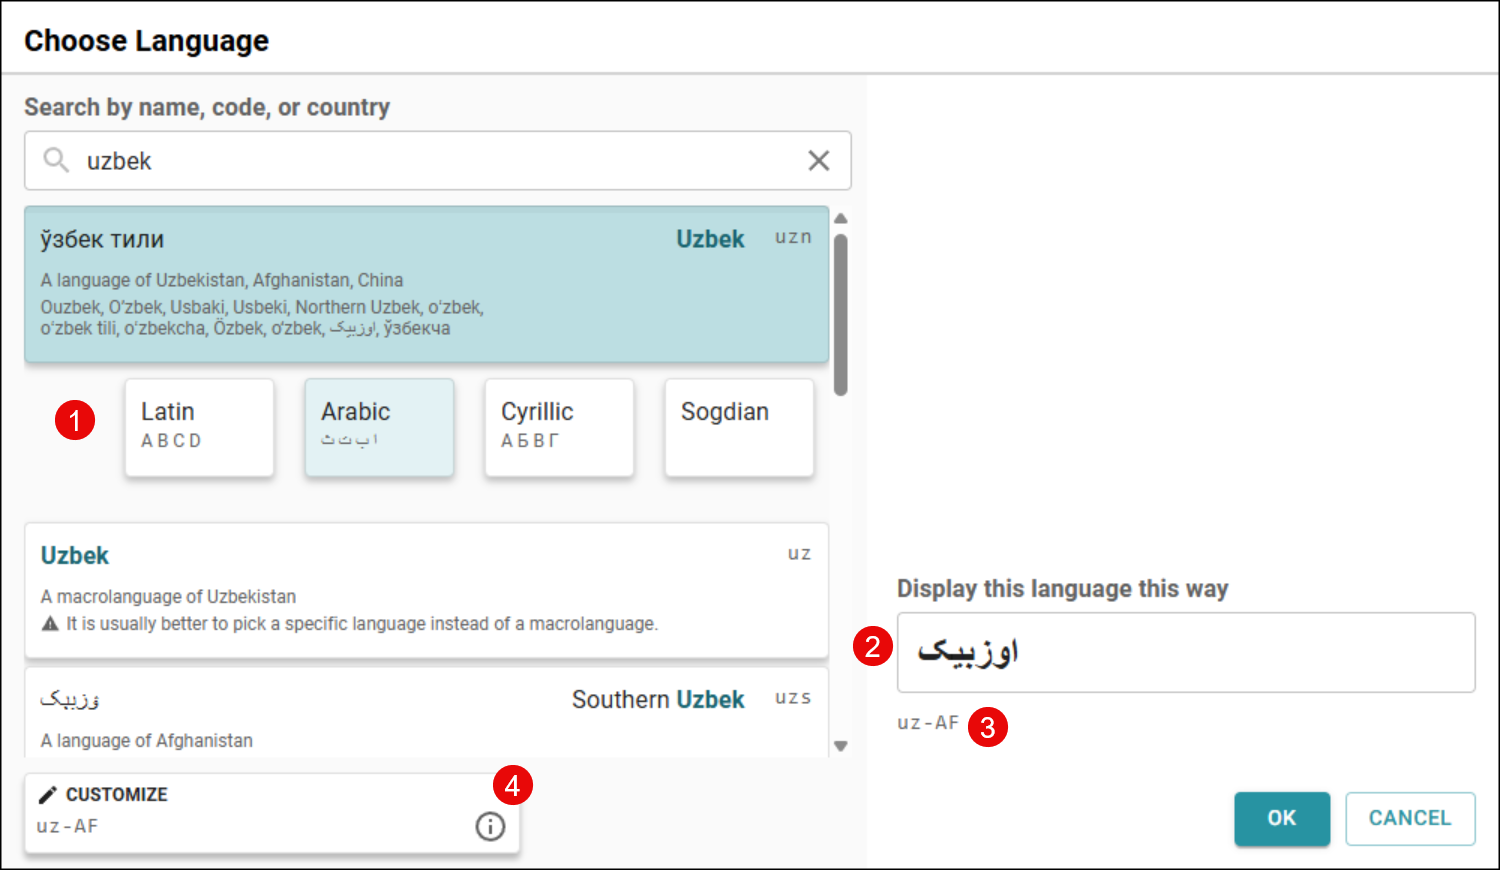 Choose Language
Search by name, code, or country
uzbek
ўзбек тили Uzbek uzn
A language of Uzbekistan, Afghanistan, China
Ouzbek, O‘zbek, Usbaki, Usbeki, Northern Uzbek, o‘zbek,
o‘zbek tili, o‘zbekcha, Özbek, o‘zbek, اوزبیک, ўзбекча
1
Latin
A B C D
Arabic
ا ب ت ث
Cyrillic
А Б В Г
Sogdian
Uzbek uz
A macrolanguage of Uzbekistan
It is usually better to pick a specific language instead of a macrolanguage.
Southern Uzbek uzs
A language of Afghanistan
CUSTOMIZE
uz-AF
4
Display this language this way
2
اوزبیک
uz-AF
3
OK
CANCEL